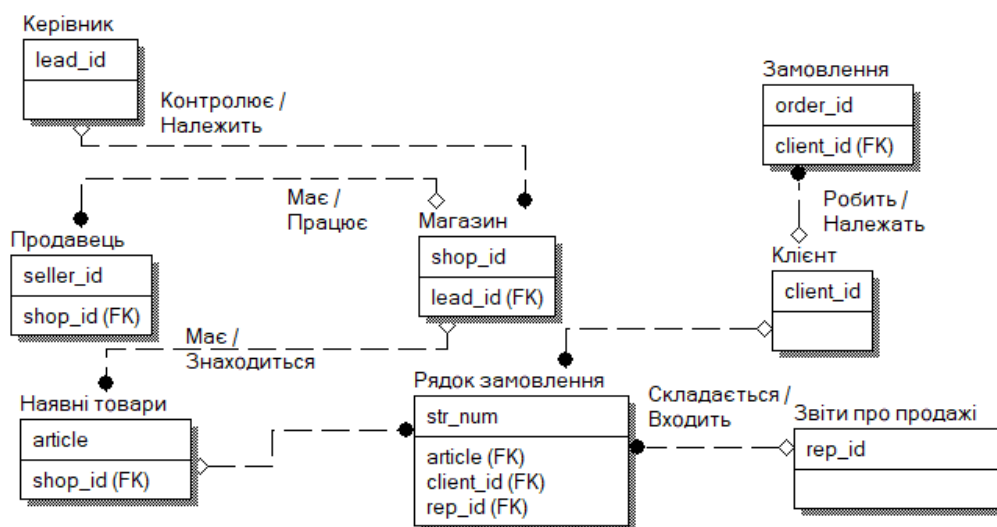 Керівник
lead_id
Контролює /
Належить
Замовлення
order_id
client_id (FK)
Має /
Працює
Робить /
Належать
Продавець
seller_id
shop_id (FK)
Магазин
shop_id
lead_id (FK)
Клієнт
client_id
Має /
Знаходиться
Наявні товари
article
shop_id (FK)
Рядок замовлення
str_num
article (FK)
client_id (FK)
rep_id (FK)
Складається /
Входить
Звіти про продажі
rep_id